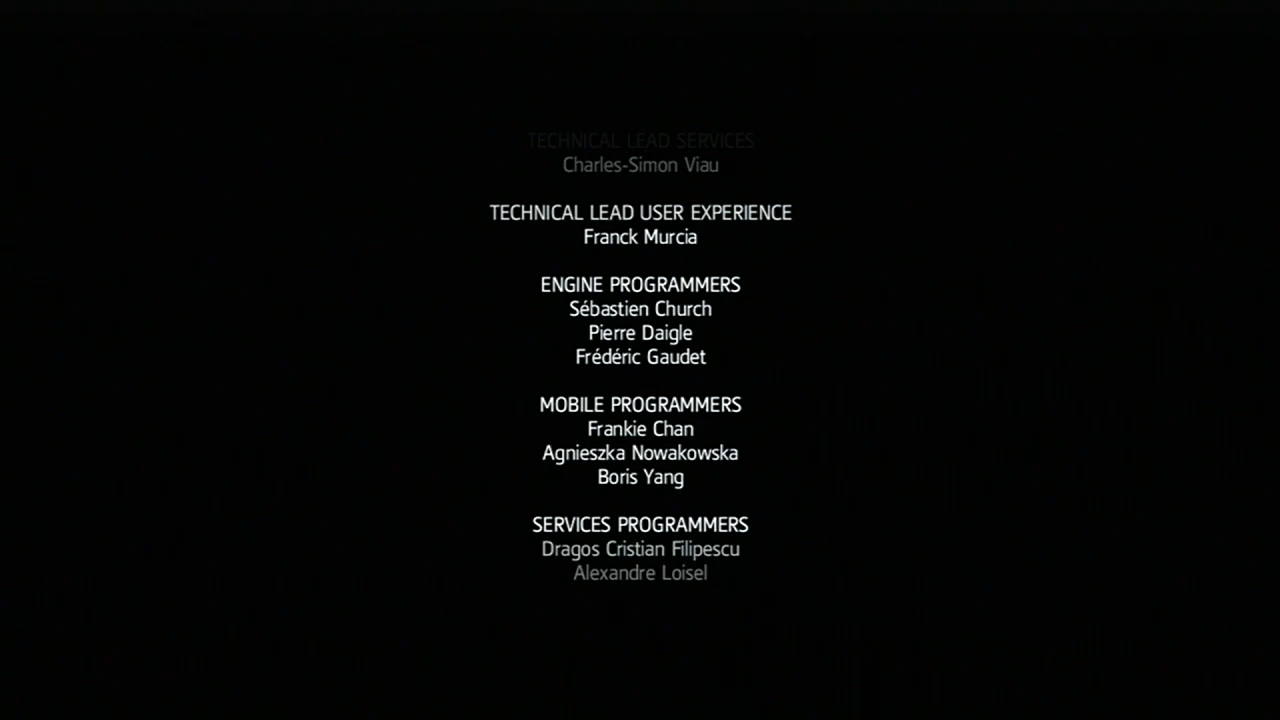 TECHNICAL LEAD SERVICES
Charles-Simon Viau
TECHNICAL LEAD USER EXPERIENCE
Franck Murcia
ENGINE PROGRAMMERS
Sébastien Church
Pierre Daigle
Frédéric Gaudet
MOBILE PROGRAMMERS
Frankie Chan
Agnieszka Nowakowska
Boris Yang
SERVICES PROGRAMMERS
Dragos Cristian Filipescu
Alexandre Loisel